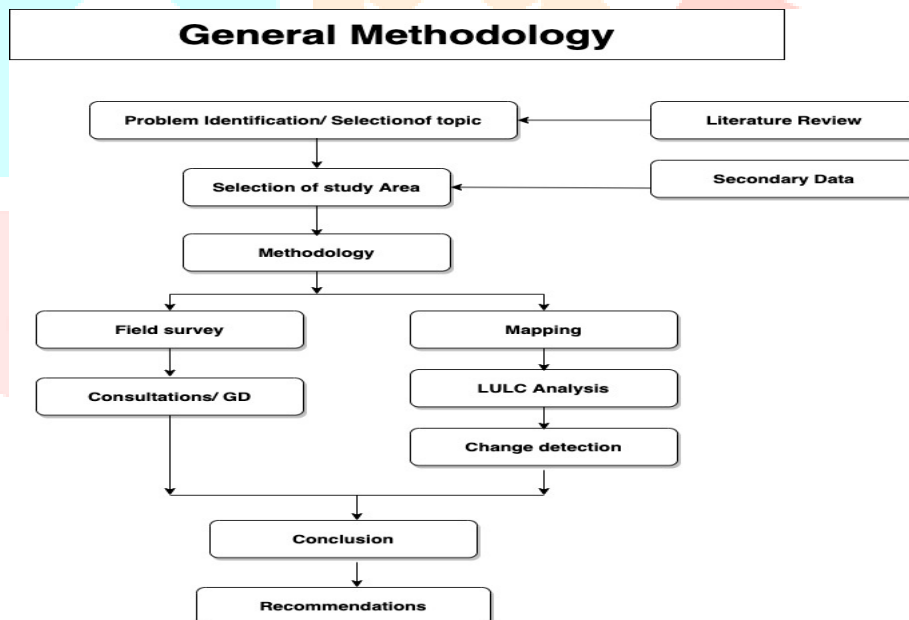 General Methodology
Problem Identification/ Selectionof topic
Literature Review
Selection of study Area
Secondary Data
Methodology
Field survey
Mapping
Consultations/ GD
LULC Analysis
Change detection
Conclusion
Recommendations